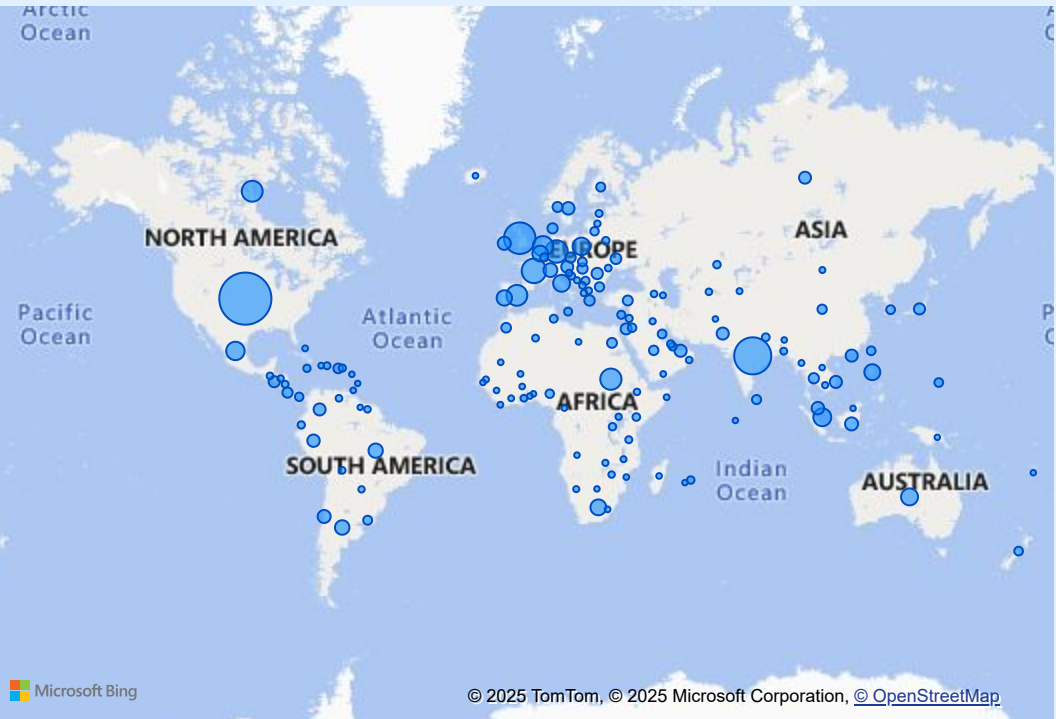 Arctic
Ocean
NORTH AMERICA
EUROPE
ASIA
Pacific
Ocean
Atlantic
Ocean
AFRICA
SOUTH AMERICA
Indian
Ocean
AUSTRALIA
Microsoft Bing
© 2025 TomTom, © 2025 Microsoft Corporation, © OpenStreetMap